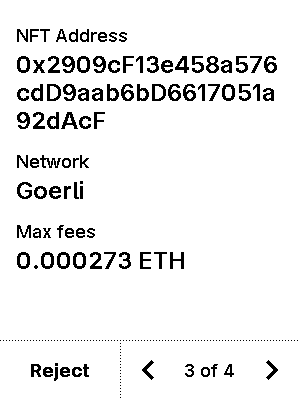 NFT Address
0x2909cF13e458a576
cdD9aab6bD6617051a
92dAcF
Network
Goerli
Max fees
0.000273 ETH
Reject
3 of 4